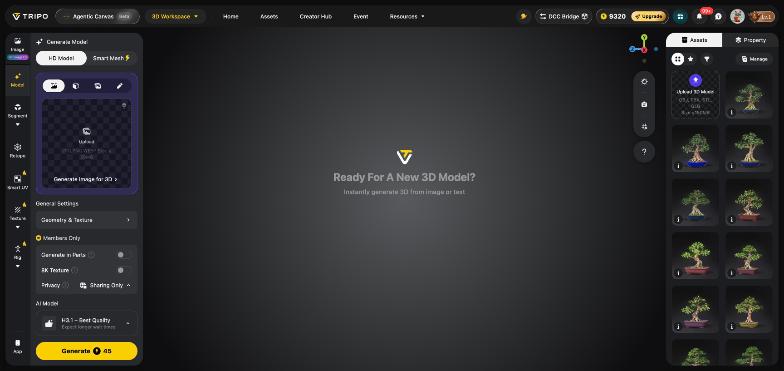 TRIPO
Agentic Canvas Beta
3D Workspace
Home
Assets
Creator Hub
Event
Resources
DCC Bridge
9320
Upgrade
99+
Image
Model
Segment
Retopo
Smart UV
Texture
Rig
App
Generate Model
HD Model
Smart Mesh
Upload
Generate Image for 3D >
General Settings
Geometry & Texture >
Members Only
Generate in Parts
8K Texture
Privacy
Sharing Only
AI Model
H3.1 – Best Quality
Expect longer wait times
Generate 45
Ready For A New 3D Model?
Instantly generate 3D from image or text
?
Assets
Property
Manage
Upload 3D Model